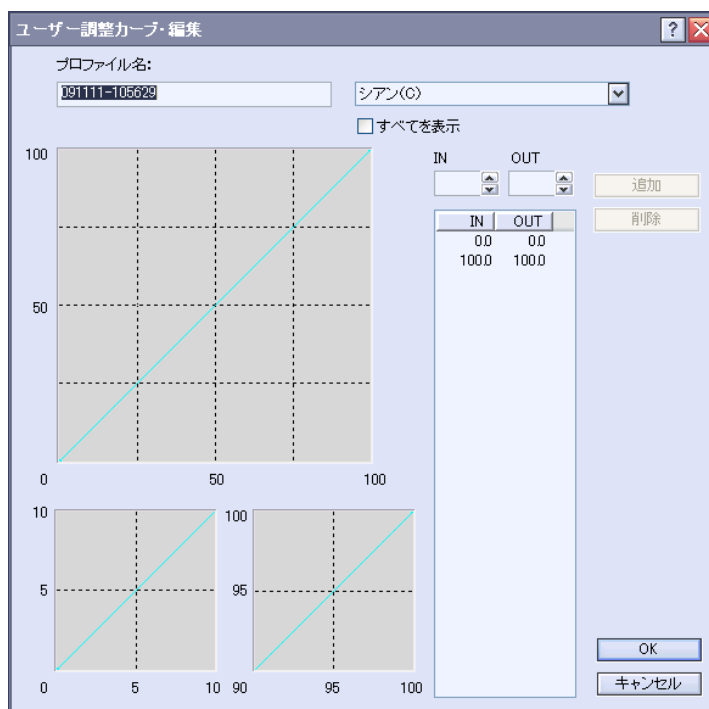 ユーザー調整カーブ・編集
プロファイル名:
091111-105629
シアン(C)
すべてを表示
IN OUT
追加
削除
IN OUT
0.0 0.0
100.0 100.0
100
50
0 50 100
10
5
0 5 10
100
95
90 95 100
OK
キャンセル